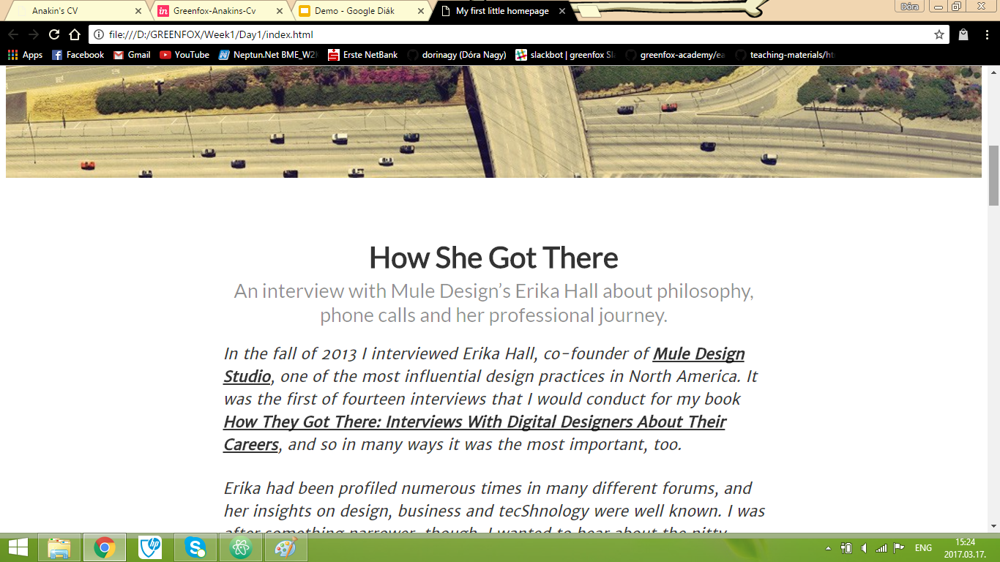 Anakin's CV
Greenfox-Anakins-Cv
Demo - Google Diák
My first little homepage
Dóra
file:///D:/GREENFOX/Week1/Day1/index.html
Apps
Facebook
Gmail
YouTube
Neptun.Net BME_W2
Erste NetBank
dorinagy (Dóra Nagy)
slackbot | greenfox Sl
greenfox-academy/ea
teaching-materials/ht
How She Got There
An interview with Mule Design’s Erika Hall about philosophy,
phone calls and her professional journey.
In the fall of 2013 I interviewed Erika Hall, co-founder of Mule Design
Studio, one of the most influential design practices in North America. It
was the first of fourteen interviews that I would conduct for my book
How They Got There: Interviews With Digital Designers About Their
Careers, and so in many ways it was the most important, too.
Erika had been profiled numerous times in many different forums, and
her insights on design, business and tecShnology were well known. I was
after something narrower, though. I wanted to hear about the nitty
ENG
15:24
2017.03.17.